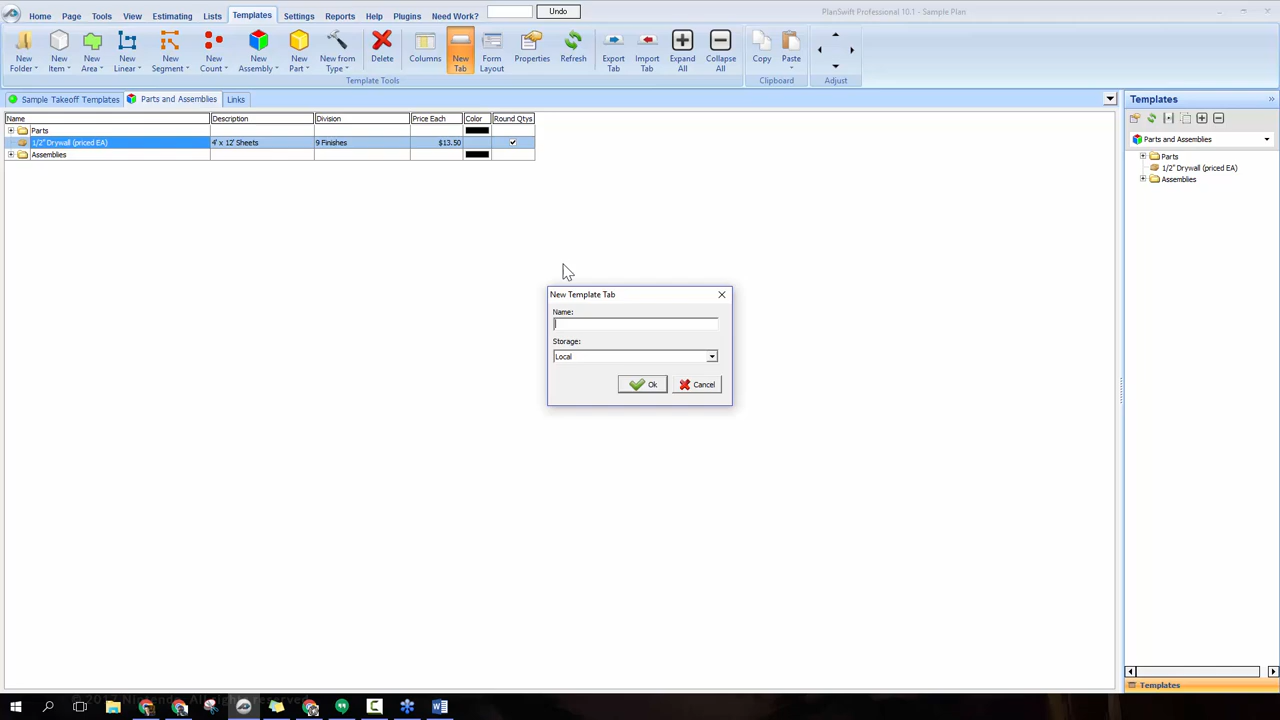 Home Page Tools View Estimating Lists Templates Settings Reports Help Plugins Need Work? Undo PlanSwift Professional 10.1 - Sample Plan
New Folder New Item New Area New Linear New Segment New Count New Assembly New Part New from Type Delete Columns New Tab Form Layout Properties Refresh Export Tab Import Tab Expand All Collapse All Copy Paste
Template Tools Clipboard Adjust
Sample Takeoff Templates Parts and Assemblies Links Templates
Name Description Division Price Each Color Round Qtys
Parts
1/2" Drywall (priced EA) 4' x 12' Sheets 9 Finishes $13.50
Assemblies
Parts and Assemblies
Parts
1/2" Drywall (priced EA)
Assemblies
New Template Tab
Name:
Storage:
Local
Ok Cancel
Templates
© 2017 Nintendo. All rights reserved.